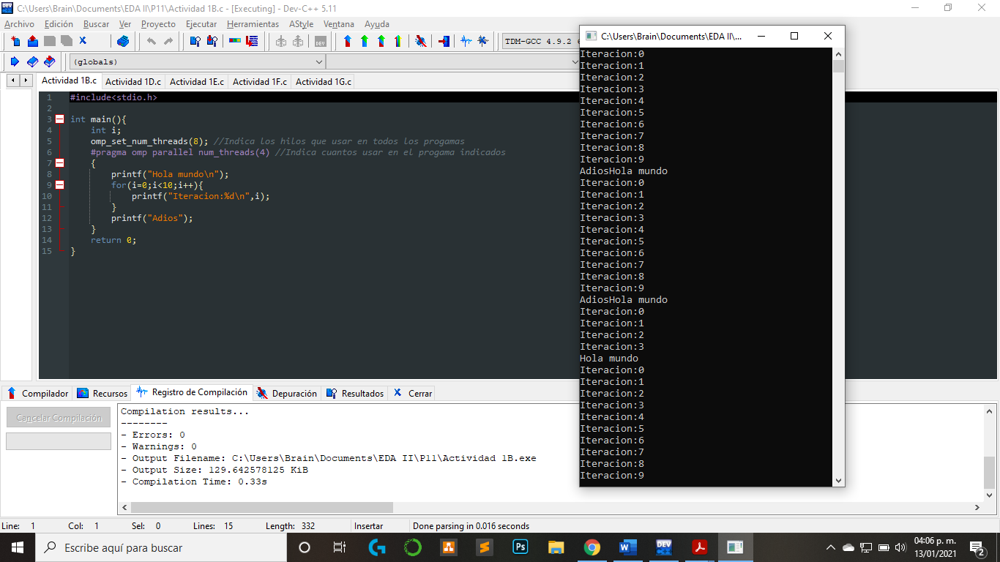 C:\Users\Brain\Documents\EDA II\P11\Actividad 1B.c - [Executing] - Dev-C++ 5.11
Archivo Edición Buscar Ver Proyecto Ejecutar Herramientas AStyle Ventana Ayuda
TDM-GCC 4.9.2
(globals)
Actividad 1B.c Actividad 1D.c Actividad 1E.c Actividad 1F.c Actividad 1G.c
1 #include<stdio.h>
2
3 int main(){
4 int i;
5 omp_set_num_threads(8); //Indica los hilos que usar en todos los progamas
6 #pragma omp parallel num_threads(4) //Indica cuantos usar en el progama indicados
7 {
8 printf("Hola mundo\n");
9 for(i=0;i<10;i++){
10 printf("Iteracion:%d\n",i);
11 }
12 printf("Adios");
13 }
14 return 0;
15 }
C:\Users\Brain\Documents\EDA II\...
Iteracion:0
Iteracion:1
Iteracion:2
Iteracion:3
Iteracion:4
Iteracion:5
Iteracion:6
Iteracion:7
Iteracion:8
Iteracion:9
AdiosHola mundo
Iteracion:0
Iteracion:1
Iteracion:2
Iteracion:3
Iteracion:4
Iteracion:5
Iteracion:6
Iteracion:7
Iteracion:8
Iteracion:9
AdiosHola mundo
Iteracion:0
Iteracion:1
Iteracion:2
Iteracion:3
Hola mundo
Iteracion:0
Iteracion:1
Iteracion:2
Iteracion:3
Iteracion:4
Iteracion:5
Iteracion:6
Iteracion:7
Iteracion:8
Iteracion:9
Compilador Recursos Registro de Compilación Depuración Resultados Cerrar
Cancelar Compilación
Compilation results...
--------
- Errors: 0
- Warnings: 0
- Output Filename: C:\Users\Brain\Documents\EDA II\P11\Actividad 1B.exe
- Output Size: 129.642578125 KiB
- Compilation Time: 0.33s
Line: 1 Col: 1 Sel: 0 Lines: 15 Length: 332 Insertar Done parsing in 0.016 seconds
Escribe aquí para buscar
04:06 p. m.
13/01/2021
2